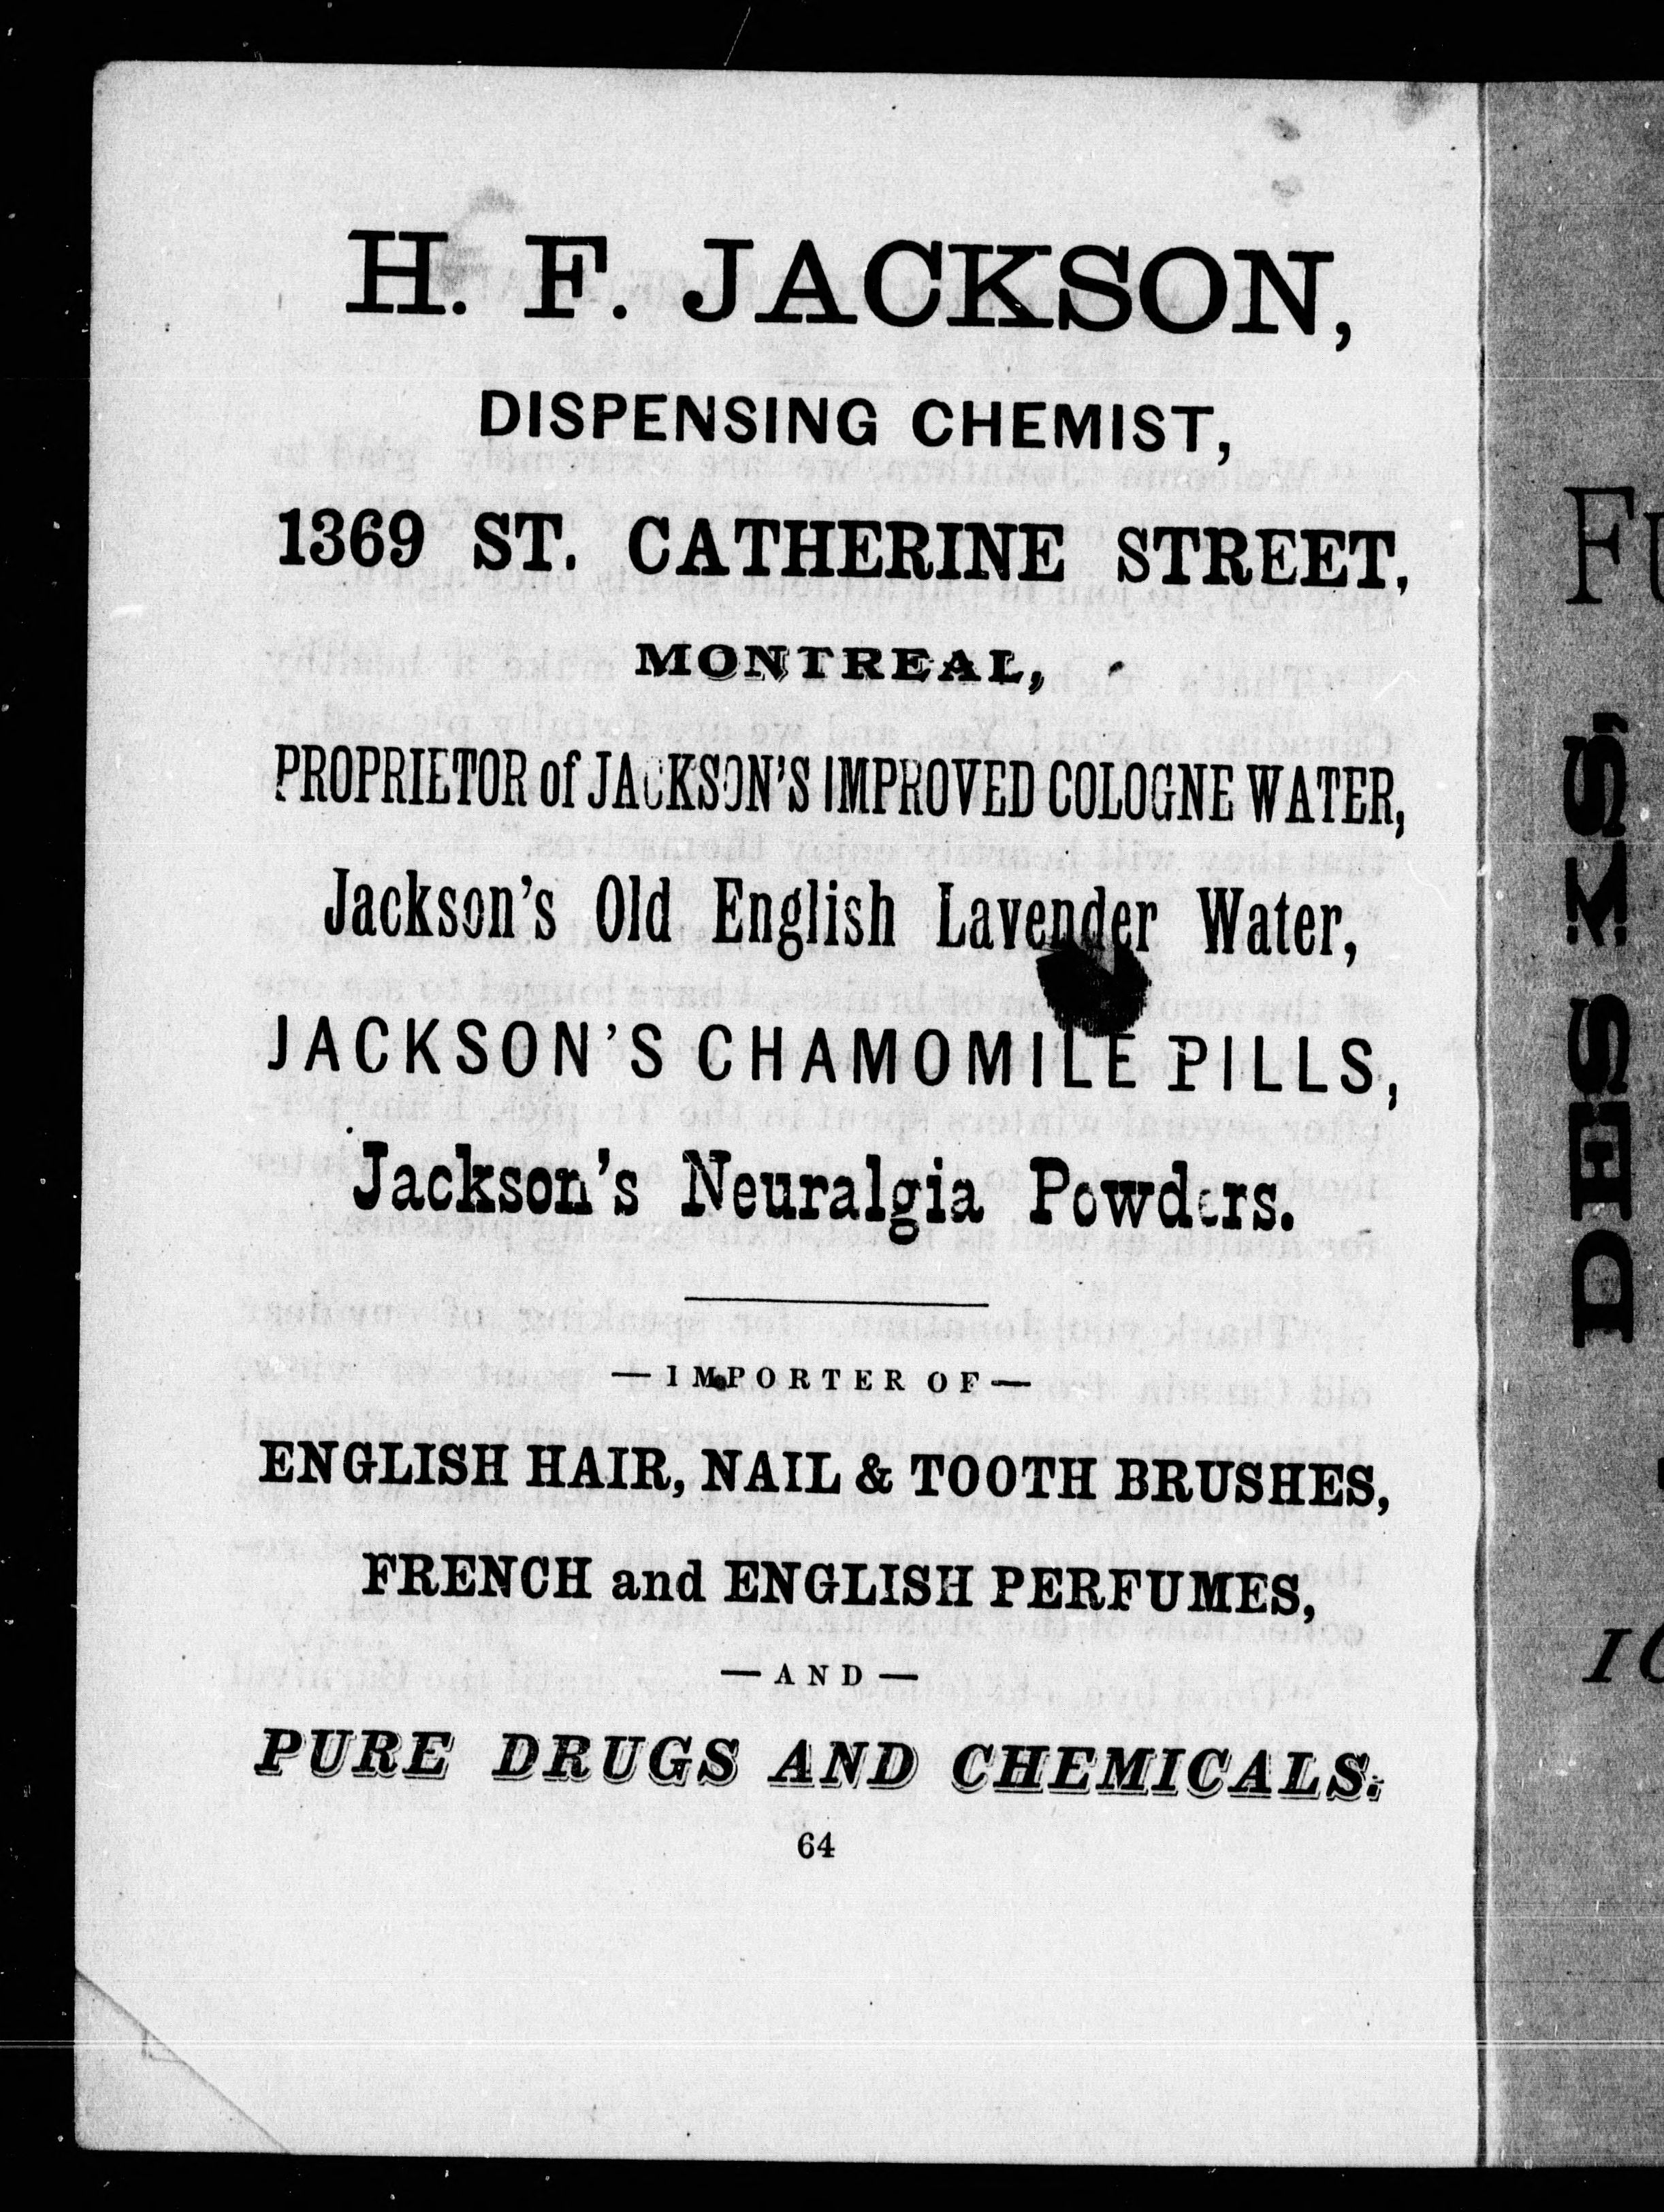 H. F. JACKSON,
DISPENSING CHEMIST,
1369 ST. CATHERINE STREET,
MONTREAL,
PROPRIETOR of JACKSON'S IMPROVED COLOGNE WATER,
Jackson's Old English Lavender Water,
JACKSON'S CHAMOMILE PILLS,
Jackson's Neuralgia Powders.
— IMPORTER OF —
ENGLISH HAIR, NAIL & TOOTH BRUSHES,
FRENCH and ENGLISH PERFUMES,
— AND —
PURE DRUGS AND CHEMICALS.
64
DESKS,